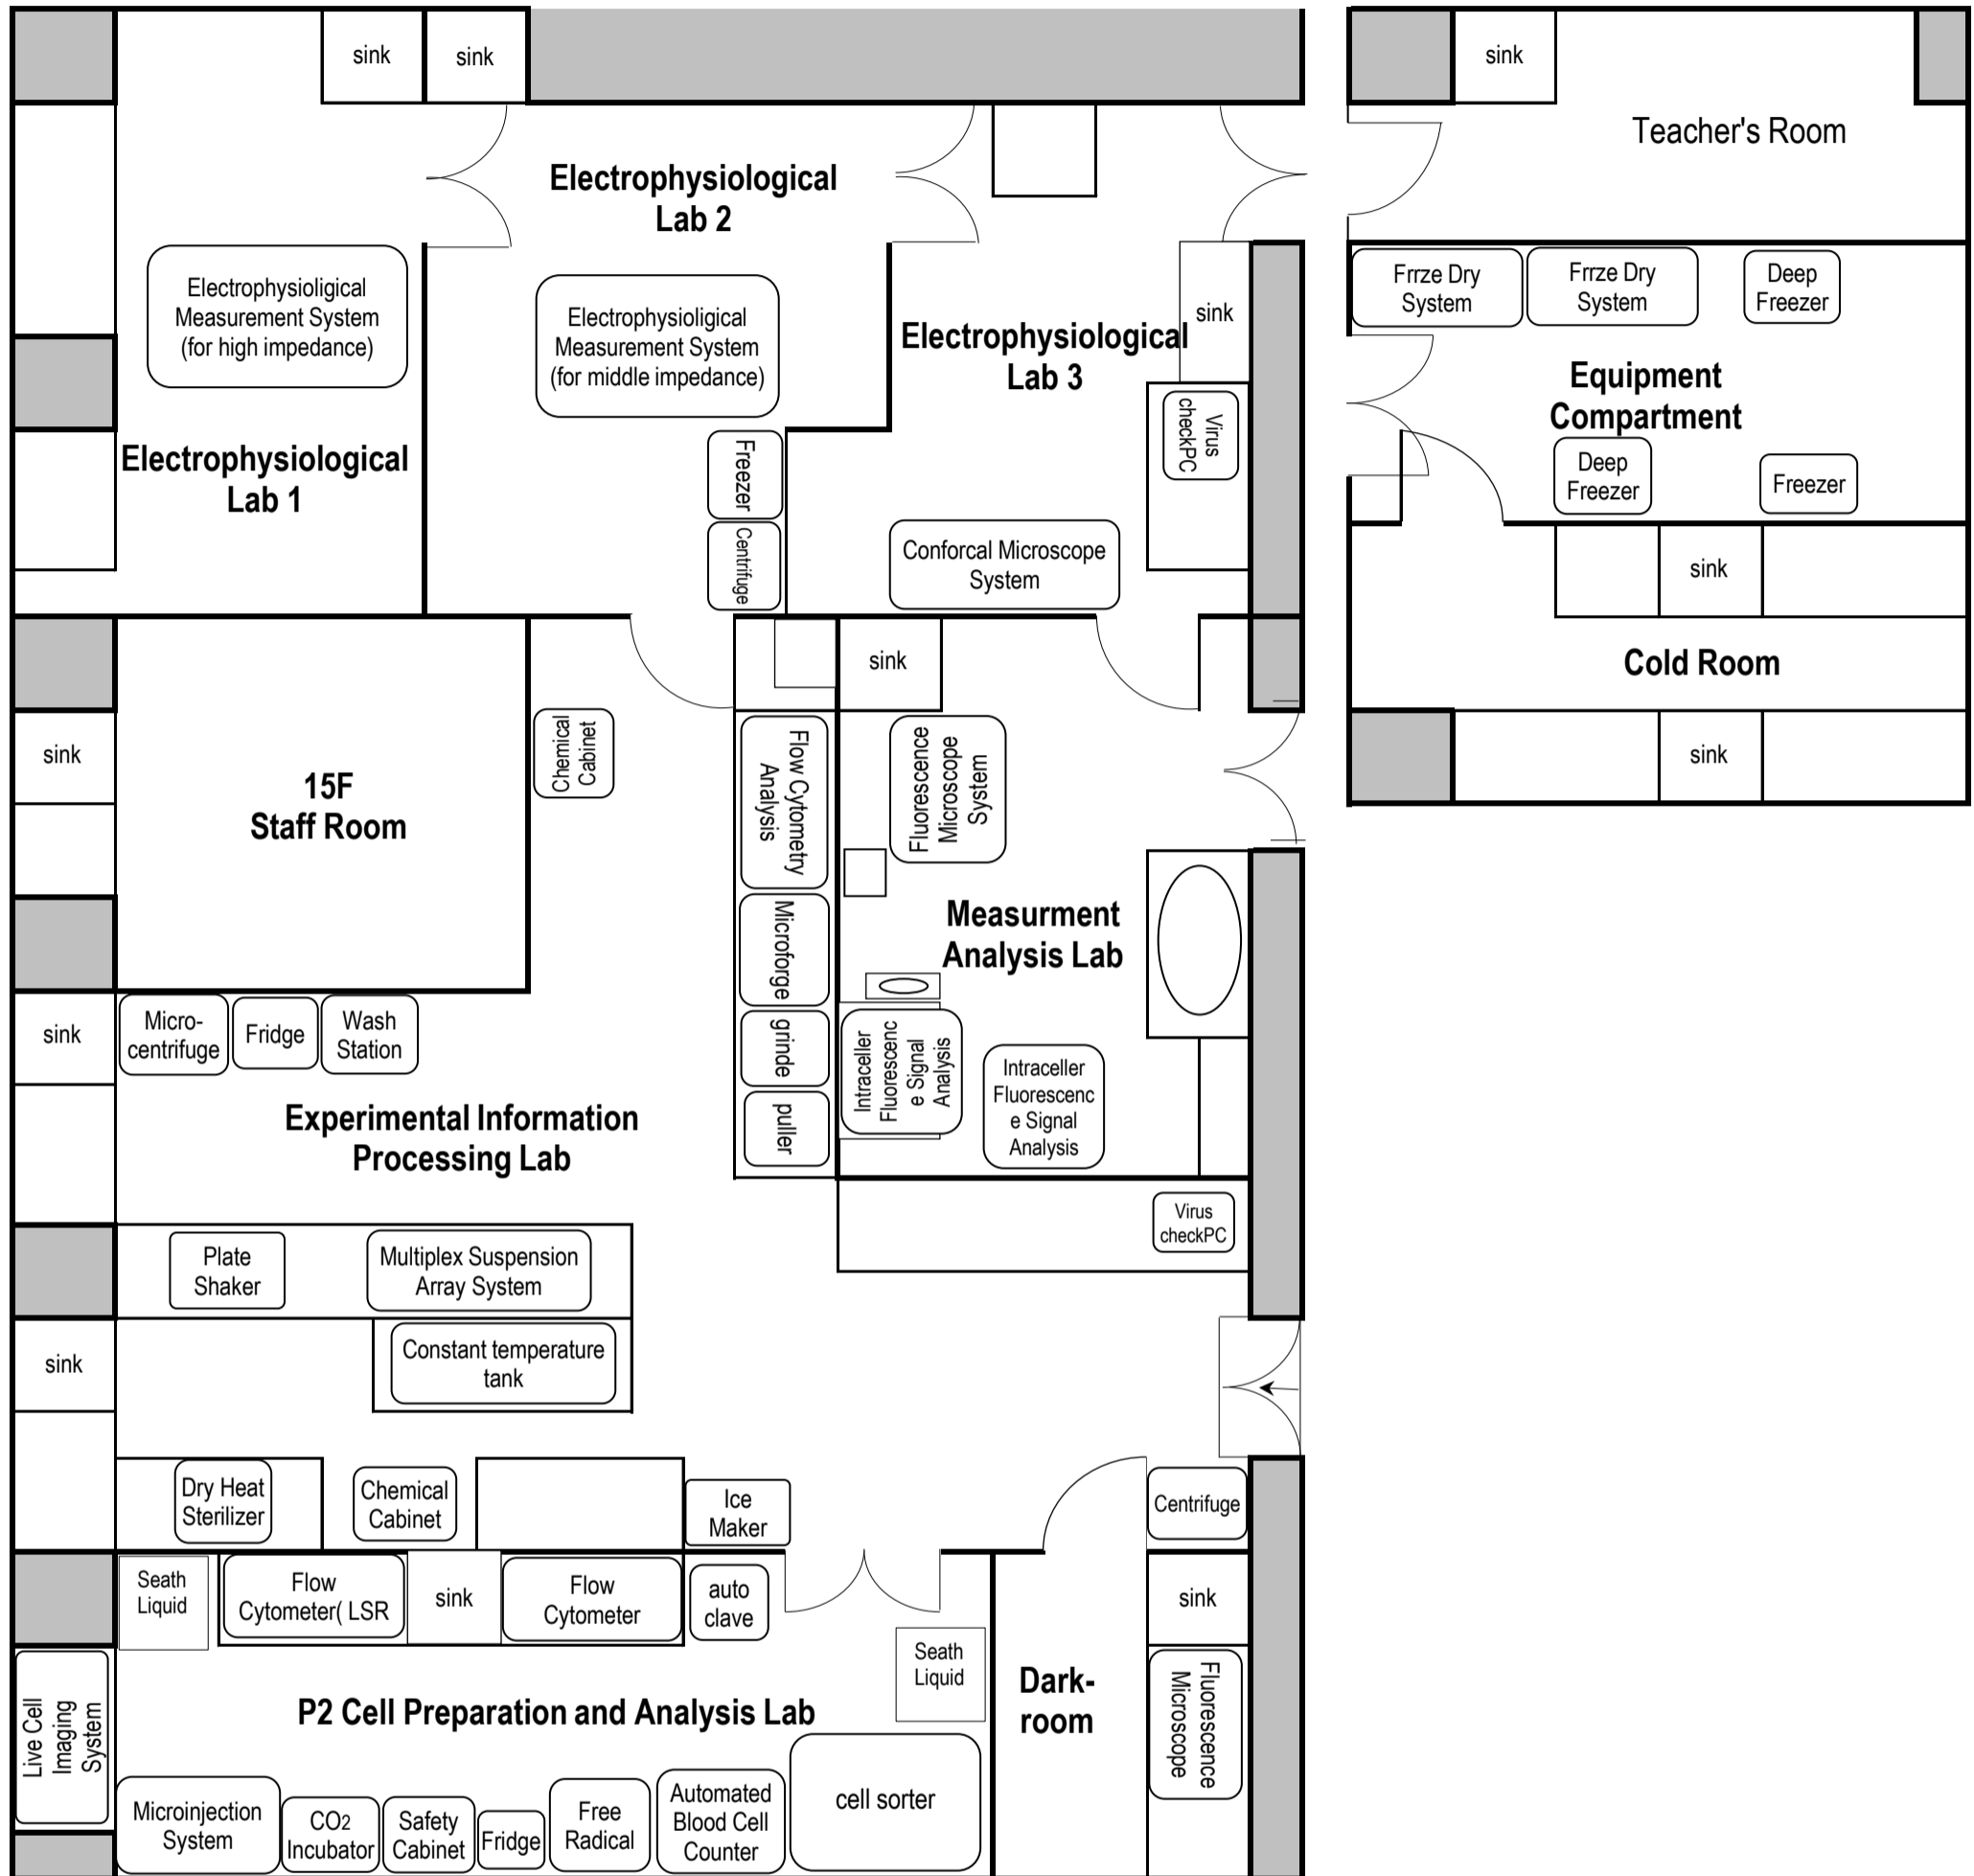 sink
sink
sink
Teacher's Room
Electrophysiological
Lab 2
Electrophysioligical
Measurement System
(for high impedance)
Electrophysioligical
Measurement System
(for middle impedance)
sink
Electrophysiological
Lab 3
Frrze Dry
System
Frrze Dry
System
Deep
Freezer
Equipment
Compartment
Virus
checkPC
Electrophysiological
Lab 1
Freezer
Centrifuge
Conforcal Microscope
System
Deep
Freezer
Freezer
sink
Cold Room
sink
sink
sink
15F
Staff Room
Chemical
Cabinet
Flow Cytometry
Analysis
Fluorescence
Microscope
System
Microforge
grinde
puller
Measurment
Analysis Lab
sink
Micro-
centrifuge
Fridge
Wash
Station
Intraceller
Fluorescenc
e Signal
Analysis
Intraceller
Fluorescenc
e Signal
Analysis
Experimental Information
Processing Lab
Virus
checkPC
Plate
Shaker
Multiplex Suspension
Array System
sink
Constant temperature
tank
Dry Heat
Sterilizer
Chemical
Cabinet
Ice
Maker
Centrifuge
Seath
Liquid
Flow
Cytometer( LSR
sink
Flow
Cytometer
auto
clave
sink
Seath
Liquid
Dark-
room
Fluorescence
Microscope
Live Cell
Imaging
System
P2 Cell Preparation and Analysis Lab
Microinjection
System
CO2
Incubator
Safety
Cabinet
Fridge
Free
Radical
Automated
Blood Cell
Counter
cell sorter